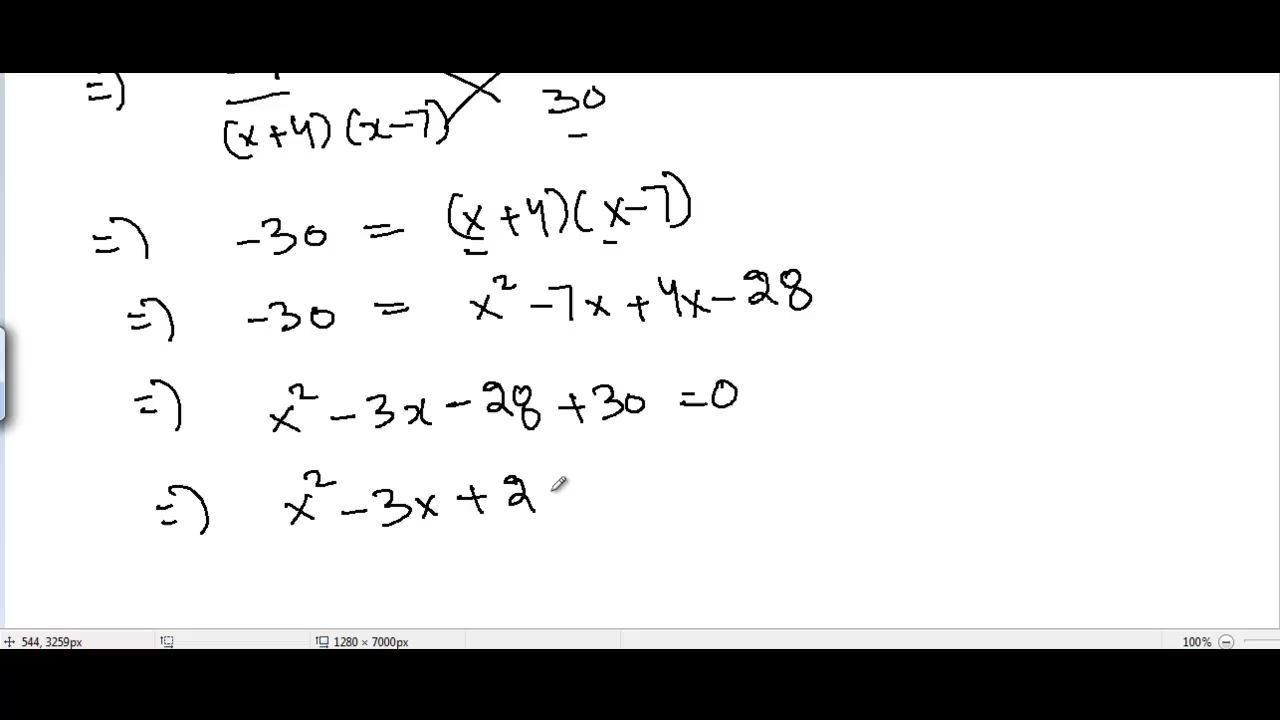 =) 30
(x+4)(x-7)
=) -30 = (x+4)(x-7)
=) -30 = x² -7x+4x-28
=) x² -3x-28+30 =0
=) x² -3x+2
544, 3259px 1280 × 7000px 100%